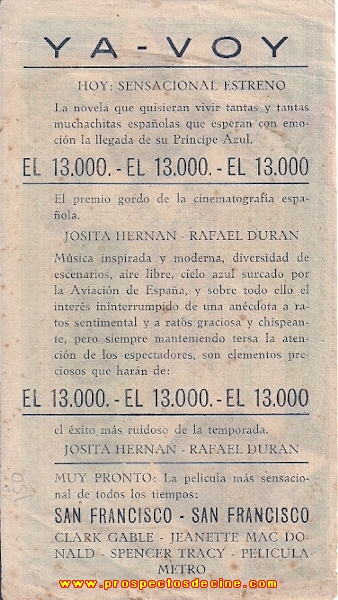 YA-VOY
HOY: SENSACIONAL ESTRENO
La novela que quisieran vivir tantas y tantas
muchachitas españolas que esperan con emo-
ción la llegada de su Príncipe Azul.
EL 13.000.- EL 13.000.- EL 13.000
El premio gordo de la cinematografía espa-
ñola.
JOSITA HERNAN - RAFAEL DURAN
Música inspirada y moderna, diversidad de
escenarios, aire libre, cielo azul surcado por
la Aviación de España, y sobre todo ello el
interés ininterrumpido de una anécdota a ra-
tos sentimental y a ratos graciosa y chispean-
te, pero siempre manteniendo tersa la aten-
ción de los espectadores, son elementos pre-
ciosos que harán de:
EL 13.000.- EL 13.000.- EL 13.000
el éxito más ruidoso de la temporada.
JOSITA HERNAN - RAFAEL DURAN
MUY PRONTO: La película más sensacio-
nal de todos los tiempos:
SAN FRANCISCO - SAN FRANCISCO
CLARK GABLE - JEANETTE MAC DO-
NALD - SPENCER TRACY - PELICULA
METRO
www.prospectosdecine.com